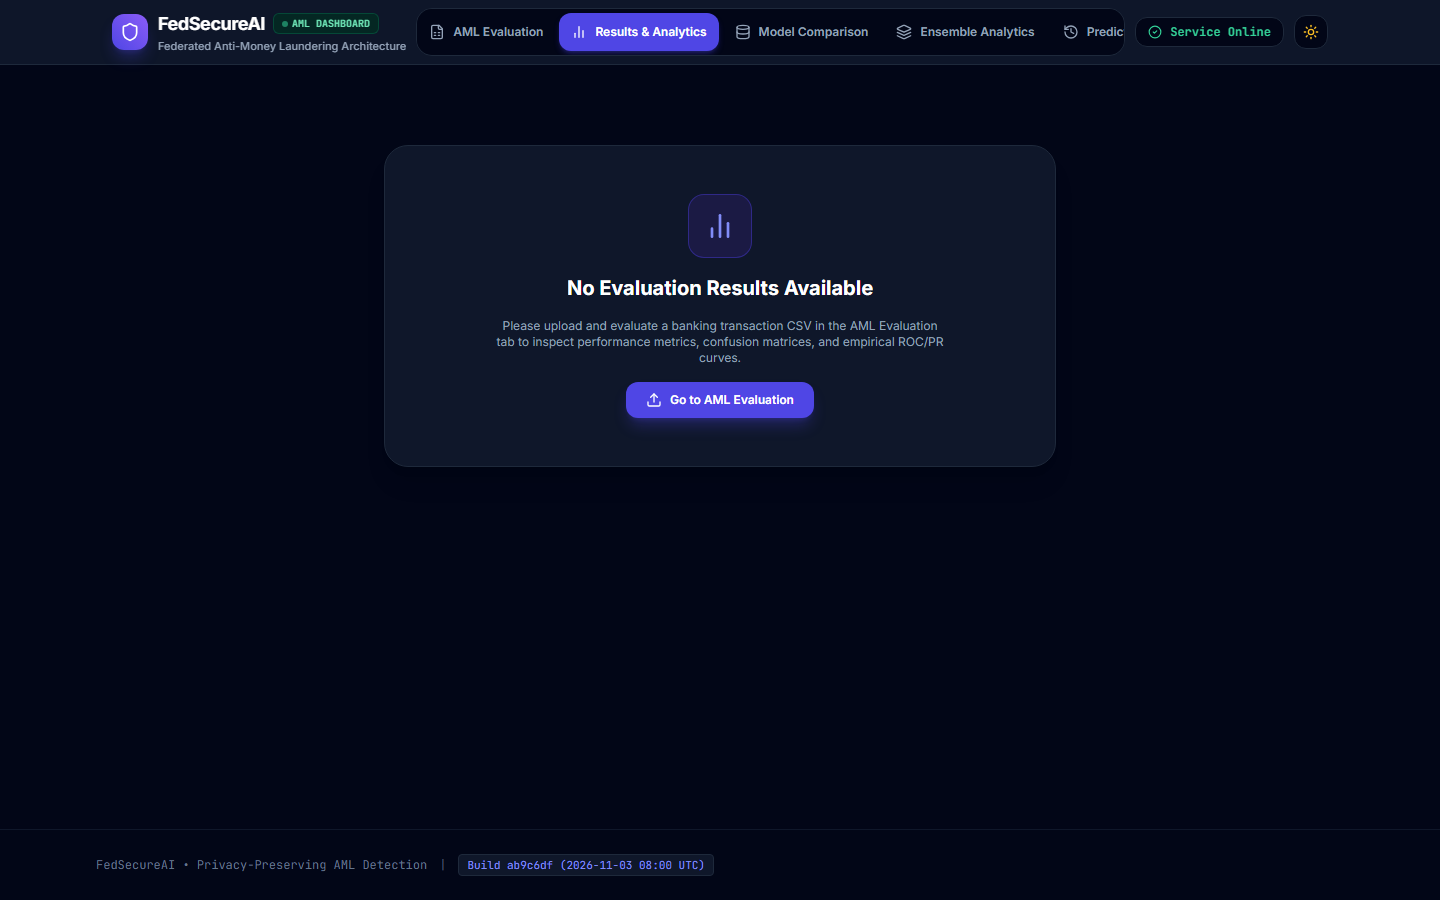 FedSecureAI
AML DASHBOARD
Federated Anti-Money Laundering Architecture
AML Evaluation
Results & Analytics
Model Comparison
Ensemble Analytics
Predic
Service Online
No Evaluation Results Available
Please upload and evaluate a banking transaction CSV in the AML Evaluation
tab to inspect performance metrics, confusion matrices, and empirical ROC/PR
curves.
Go to AML Evaluation
FedSecureAI • Privacy-Preserving AML Detection | Build ab9c6df (2026-11-03 08:00 UTC)